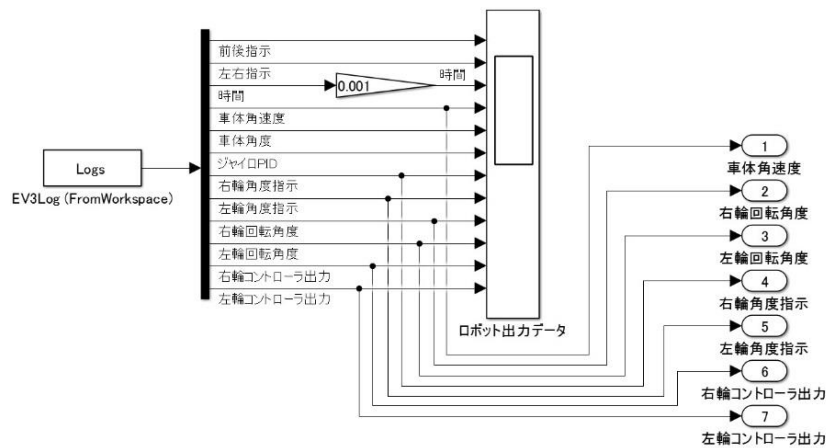 前後指示
左右指示
0.001
時間
時間
車体角速度
車体角度
ジャイロPID
右輪角度指示
左輪角度指示
右輪回転角度
左輪回転角度
右輪コントローラ出力
左輪コントローラ出力
Logs
EV3Log (FromWorkspace)
ロボット出力データ
1
車体角速度
2
右輪回転角度
3
左輪回転角度
4
右輪角度指示
5
左輪角度指示
6
右輪コントローラ出力
7
左輪コントローラ出力